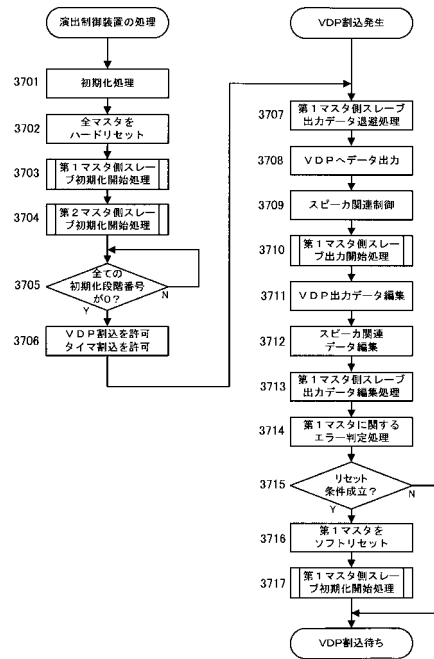 演出制御装置の処理
3701
初期化処理
3702
全マスタを
ハードリセット
3703
第1マスタ側スレー
ブ初期化開始処理
3704
第2マスタ側スレー
ブ初期化開始処理
3705
全ての
初期化段階番号
が0？
N
Y
3706
VDP割込を許可
タイマ割込を許可
VDP割込発生
3707
第1マスタ側スレーブ
出力データ退避処理
3708
VDPへデータ出力
3709
スピーカ関連制御
3710
第1マスタ側スレーブ
出力開始処理
3711
VDP出力データ編集
3712
スピーカ関連
データ編集
3713
第1マスタ側スレーブ
出力データ編集処理
3714
第1マスタに関する
エラー判定処理
3715
リセット
条件成立？
N
Y
3716
第1マスタを
ソフトリセット
3717
第1マスタ側スレー
ブ初期化開始処理
VDP割込待ち